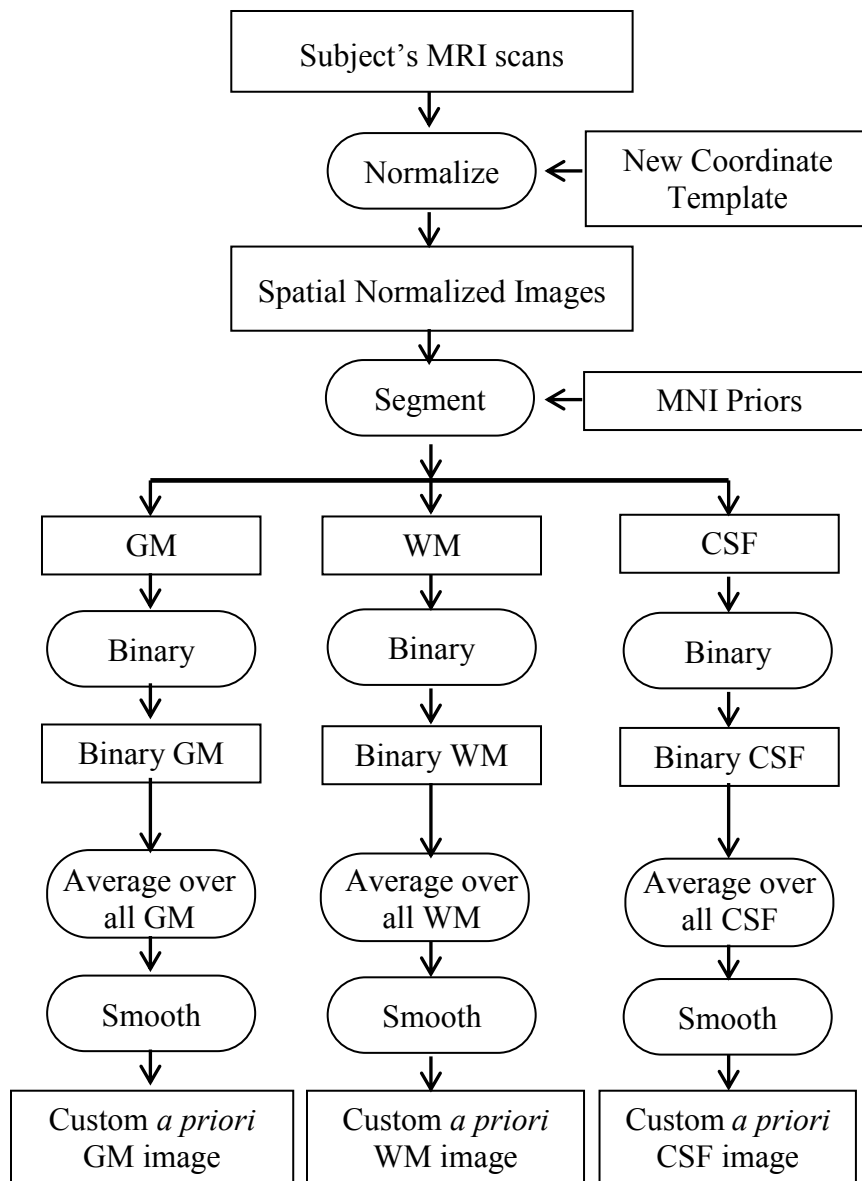 Subject’s MRI scans
Normalize
New Coordinate
Template
Spatial Normalized Images
Segment
MNI Priors
GM
WM
CSF
Binary
Binary
Binary
Binary GM
Binary WM
Binary CSF
Average over
all GM
Average over
all WM
Average over
all CSF
Smooth
Smooth
Smooth
Custom a priori
GM image
Custom a priori
WM image
Custom a priori
CSF image